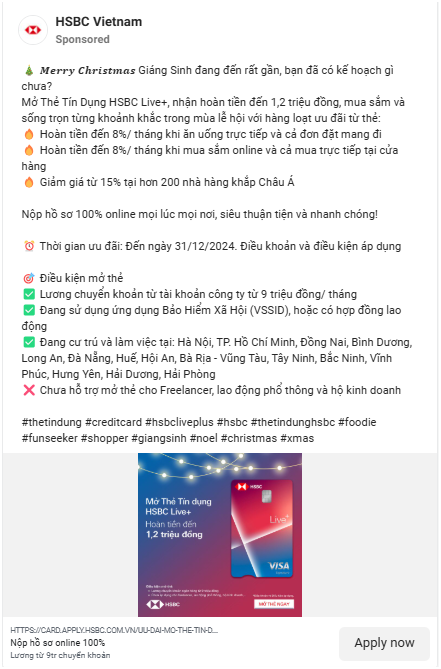 HSBC Vietnam
Sponsored
🎄 Merry Christmas Giáng Sinh đang đến rất gần, bạn đã có kế hoạch gì
chưa?
Mở Thẻ Tín Dụng HSBC Live+, nhận hoàn tiền đến 1,2 triệu đồng, mua sắm và
sống trọn từng khoảnh khắc trong mùa lễ hội với hàng loạt ưu đãi từ thẻ:
🔥 Hoàn tiền đến 8%/ tháng khi ăn uống trực tiếp và cả đơn đặt mang đi
🔥 Hoàn tiền đến 8%/ tháng khi mua sắm online và cả mua trực tiếp tại cửa
hàng
🔥 Giảm giá từ 15% tại hơn 200 nhà hàng khắp Châu Á
Nộp hồ sơ 100% online mọi lúc mọi nơi, siêu thuận tiện và nhanh chóng!
⏰ Thời gian ưu đãi: Đến ngày 31/12/2024. Điều khoản và điều kiện áp dụng
🎯 Điều kiện mở thẻ
✅ Lương chuyển khoản từ tài khoản công ty từ 9 triệu đồng/ tháng
✅ Đang sử dụng ứng dụng Bảo Hiểm Xã Hội (VSSID), hoặc có hợp đồng lao
động
✅ Đang cư trú và làm việc tại: Hà Nội, TP. Hồ Chí Minh, Đồng Nai, Bình Dương,
Long An, Đà Nẵng, Huế, Hội An, Bà Rịa - Vũng Tàu, Tây Ninh, Bắc Ninh, Vĩnh
Phúc, Hưng Yên, Hải Dương, Hải Phòng
❌ Chưa hỗ trợ mở thẻ cho Freelancer, lao động phổ thông và hộ kinh doanh
#thetindung #creditcard #hsbcliveplus #hsbc #thetindunghsbc #foodie
#funseeker #shopper #giangsinh #noel #christmas #xmas
HSBC
Mở Thẻ Tín dụng
HSBC Live+
Hoàn tiền đến
1,2 triệu đồng
Live+
VISA
HSBC
MỞ THẺ NGAY
HTTPS://CARD.APPLY.HSBC.COM.VN/UU-DAI-MO-THE-TIN-D...
Nộp hồ sơ online 100%
Lương từ 9tr chuyển khoản
Apply now